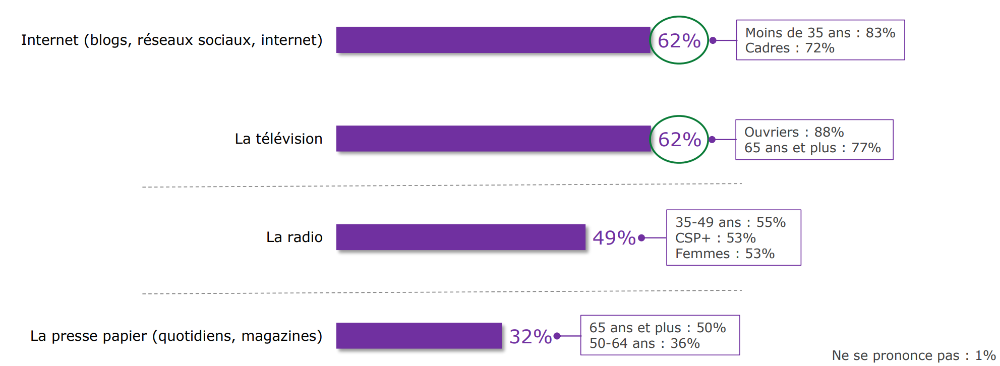 Internet (blogs, réseaux sociaux, internet)
62%
Moins de 35 ans : 83%
Cadres : 72%
La télévision
62%
Ouvriers : 88%
65 ans et plus : 77%
La radio
49%
35-49 ans : 55%
CSP+ : 53%
Femmes : 53%
La presse papier (quotidiens, magazines)
32%
65 ans et plus : 50%
50-64 ans : 36%
Ne se prononce pas : 1%